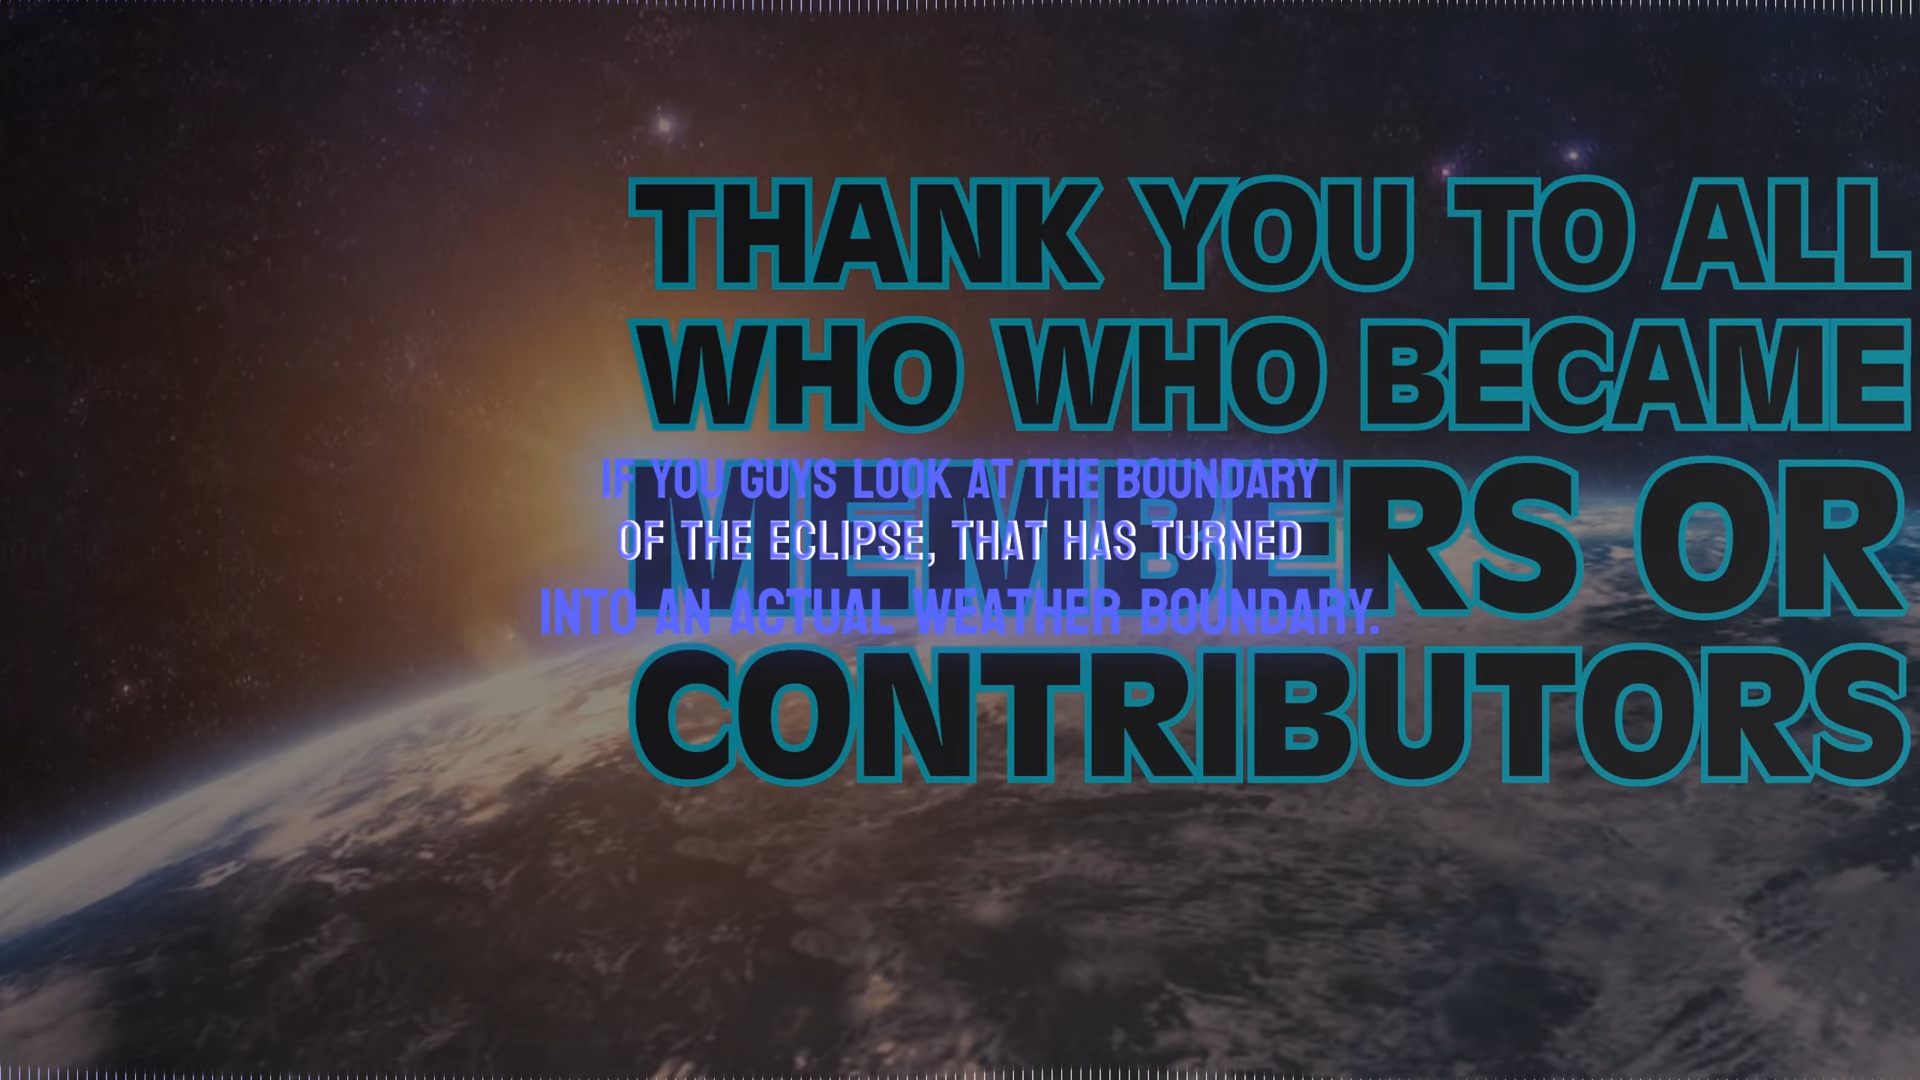 THANK YOU TO ALL
WHO WHO BECAME
MEMBERS OR
CONTRIBUTORS
IF YOU GUYS LOOK AT THE BOUNDARY
OF THE ECLIPSE, THAT HAS TURNED
INTO AN ACTUAL WEATHER BOUNDARY.